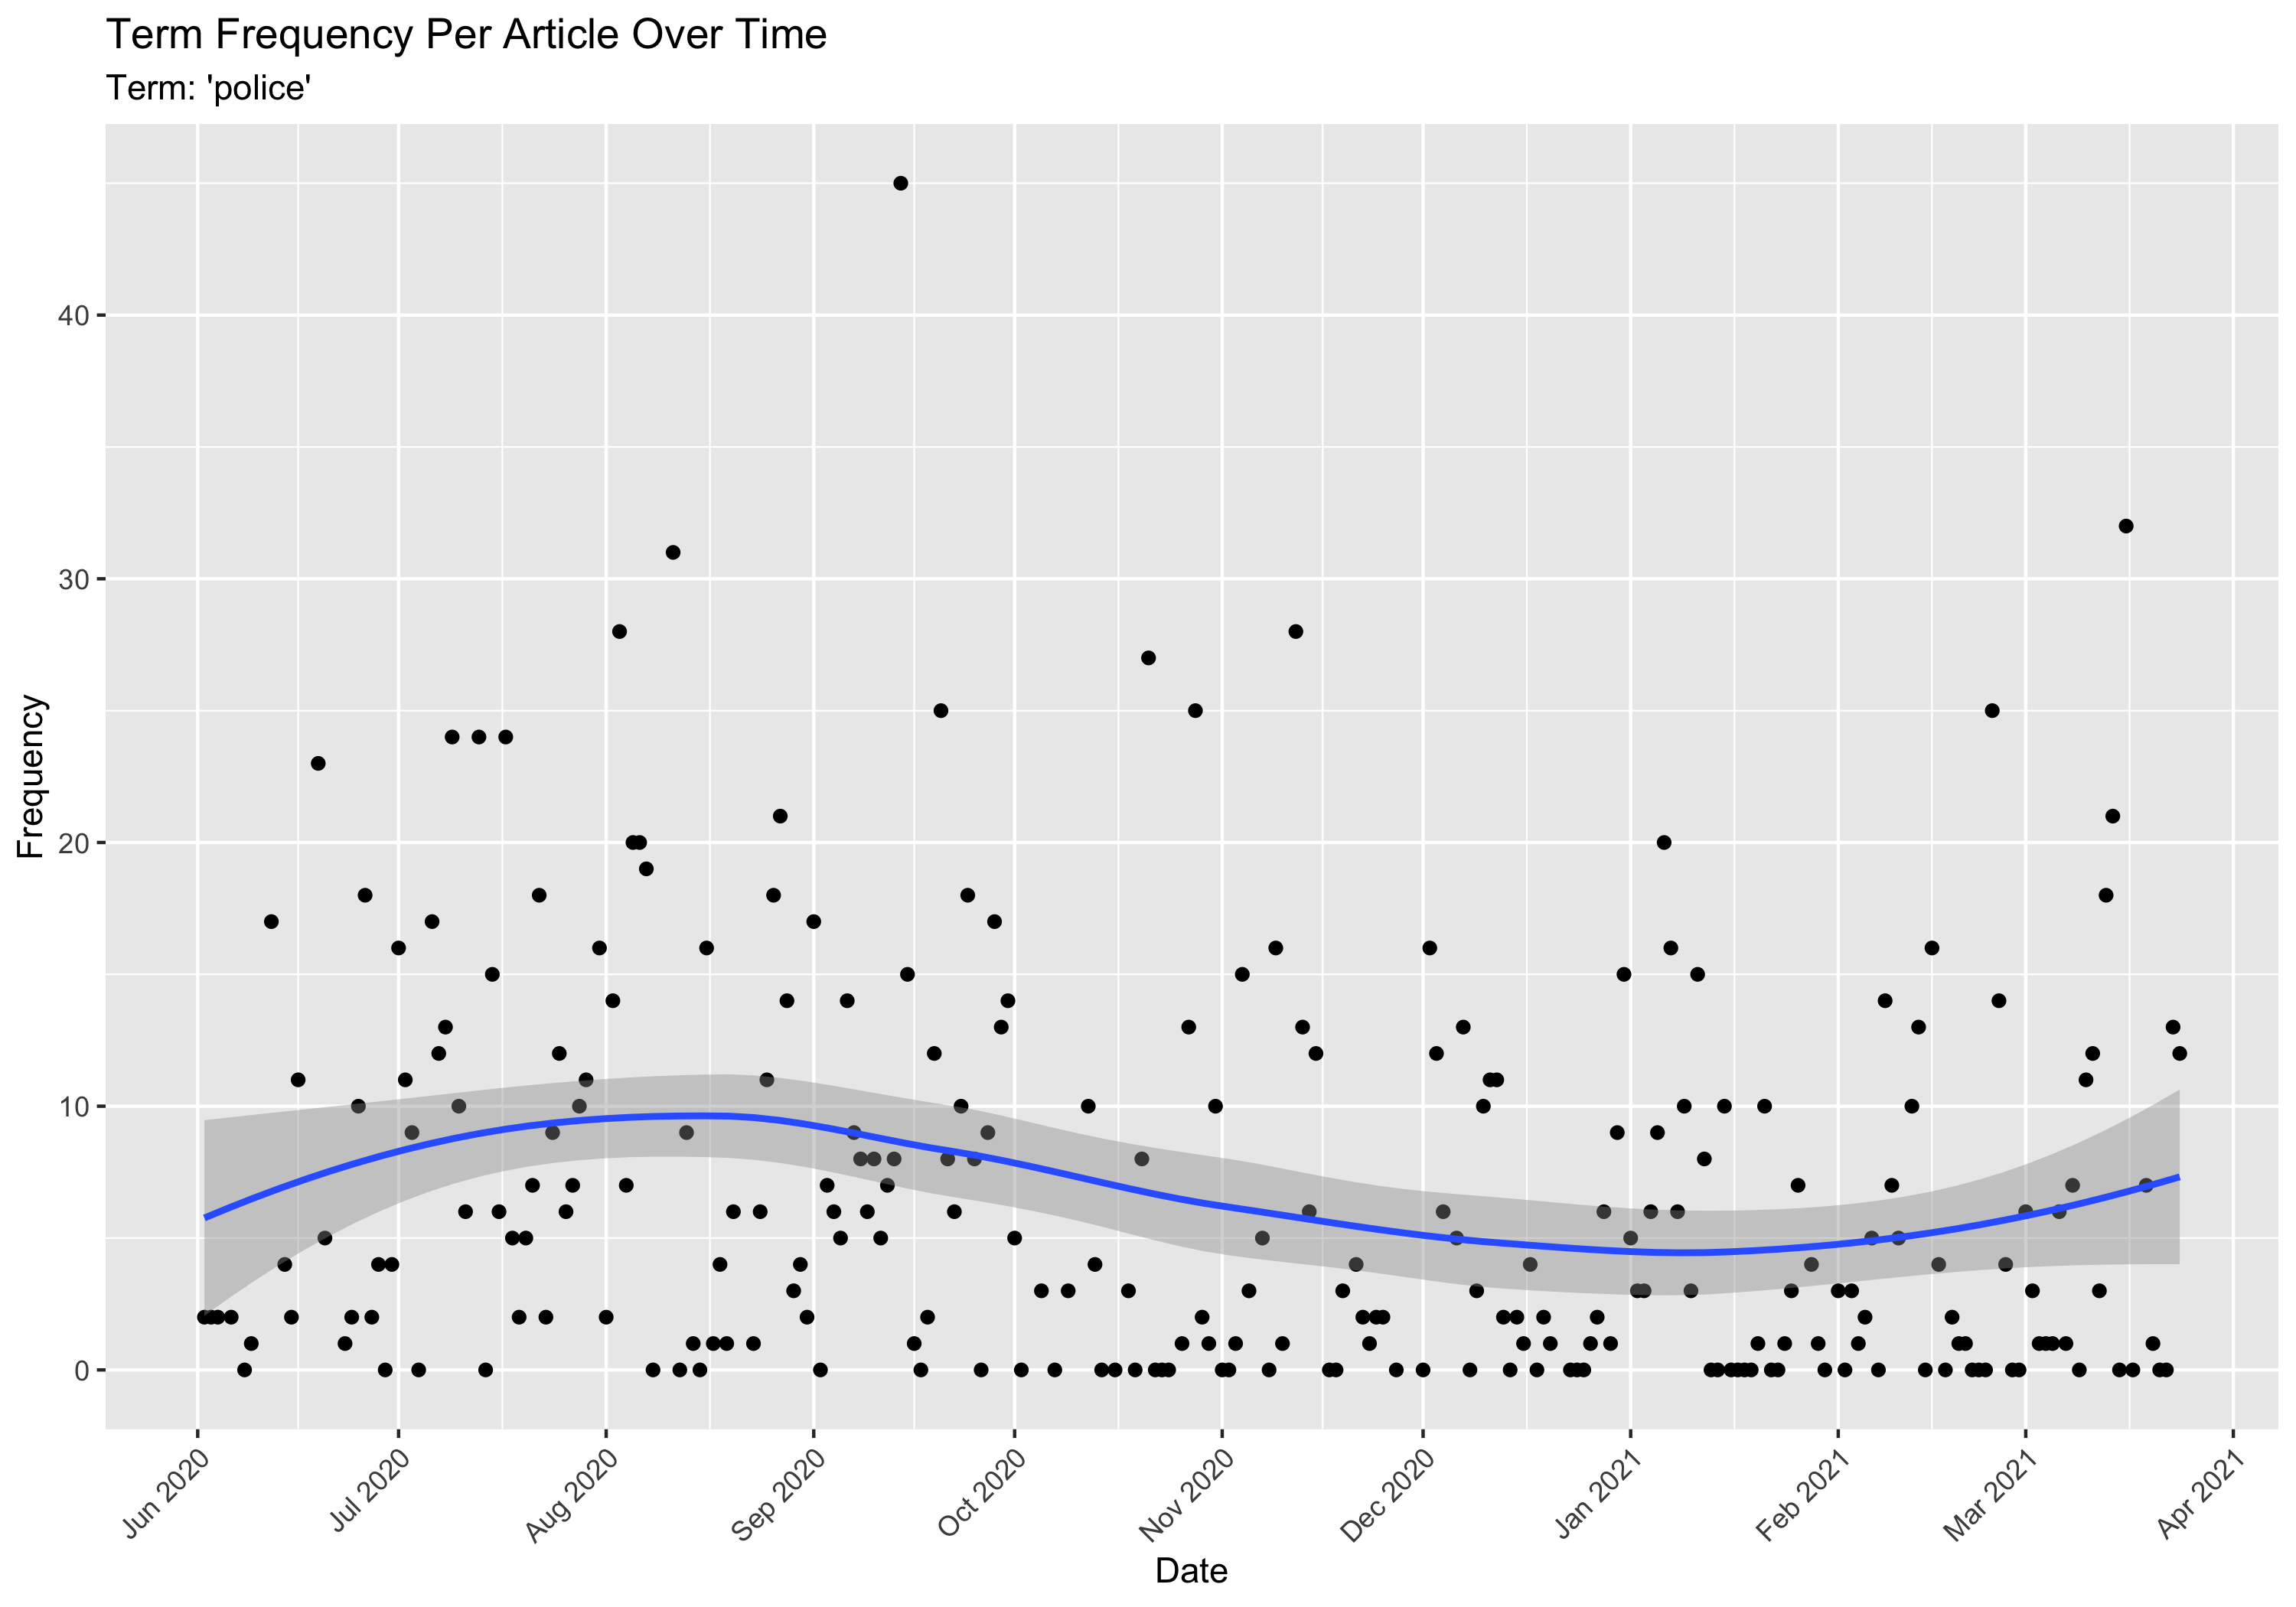 Term Frequency Per Article Over Time
Term: 'police'
Frequency
40
30
20
10
0
Jun 2020
Jul 2020
Aug 2020
Sep 2020
Oct 2020
Nov 2020
Dec 2020
Jan 2021
Feb 2021
Mar 2021
Apr 2021
Date